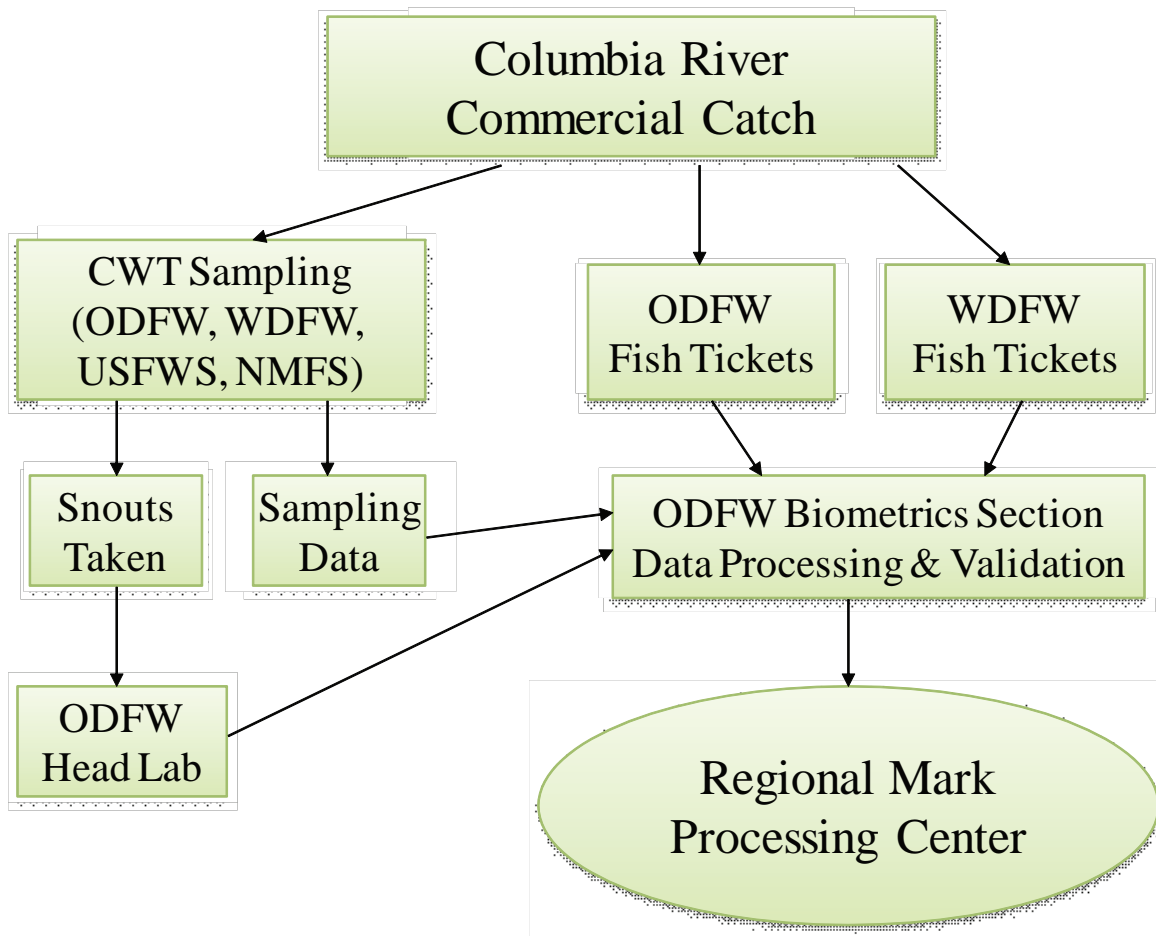 Columbia River
Commercial Catch
CWT Sampling
(ODFW, WDFW,
USFWS, NMFS)
ODFW
Fish Tickets
WDFW
Fish Tickets
Snouts
Taken
Sampling
Data
ODFW Biometrics Section
Data Processing & Validation
ODFW
Head Lab
Regional Mark
Processing Center